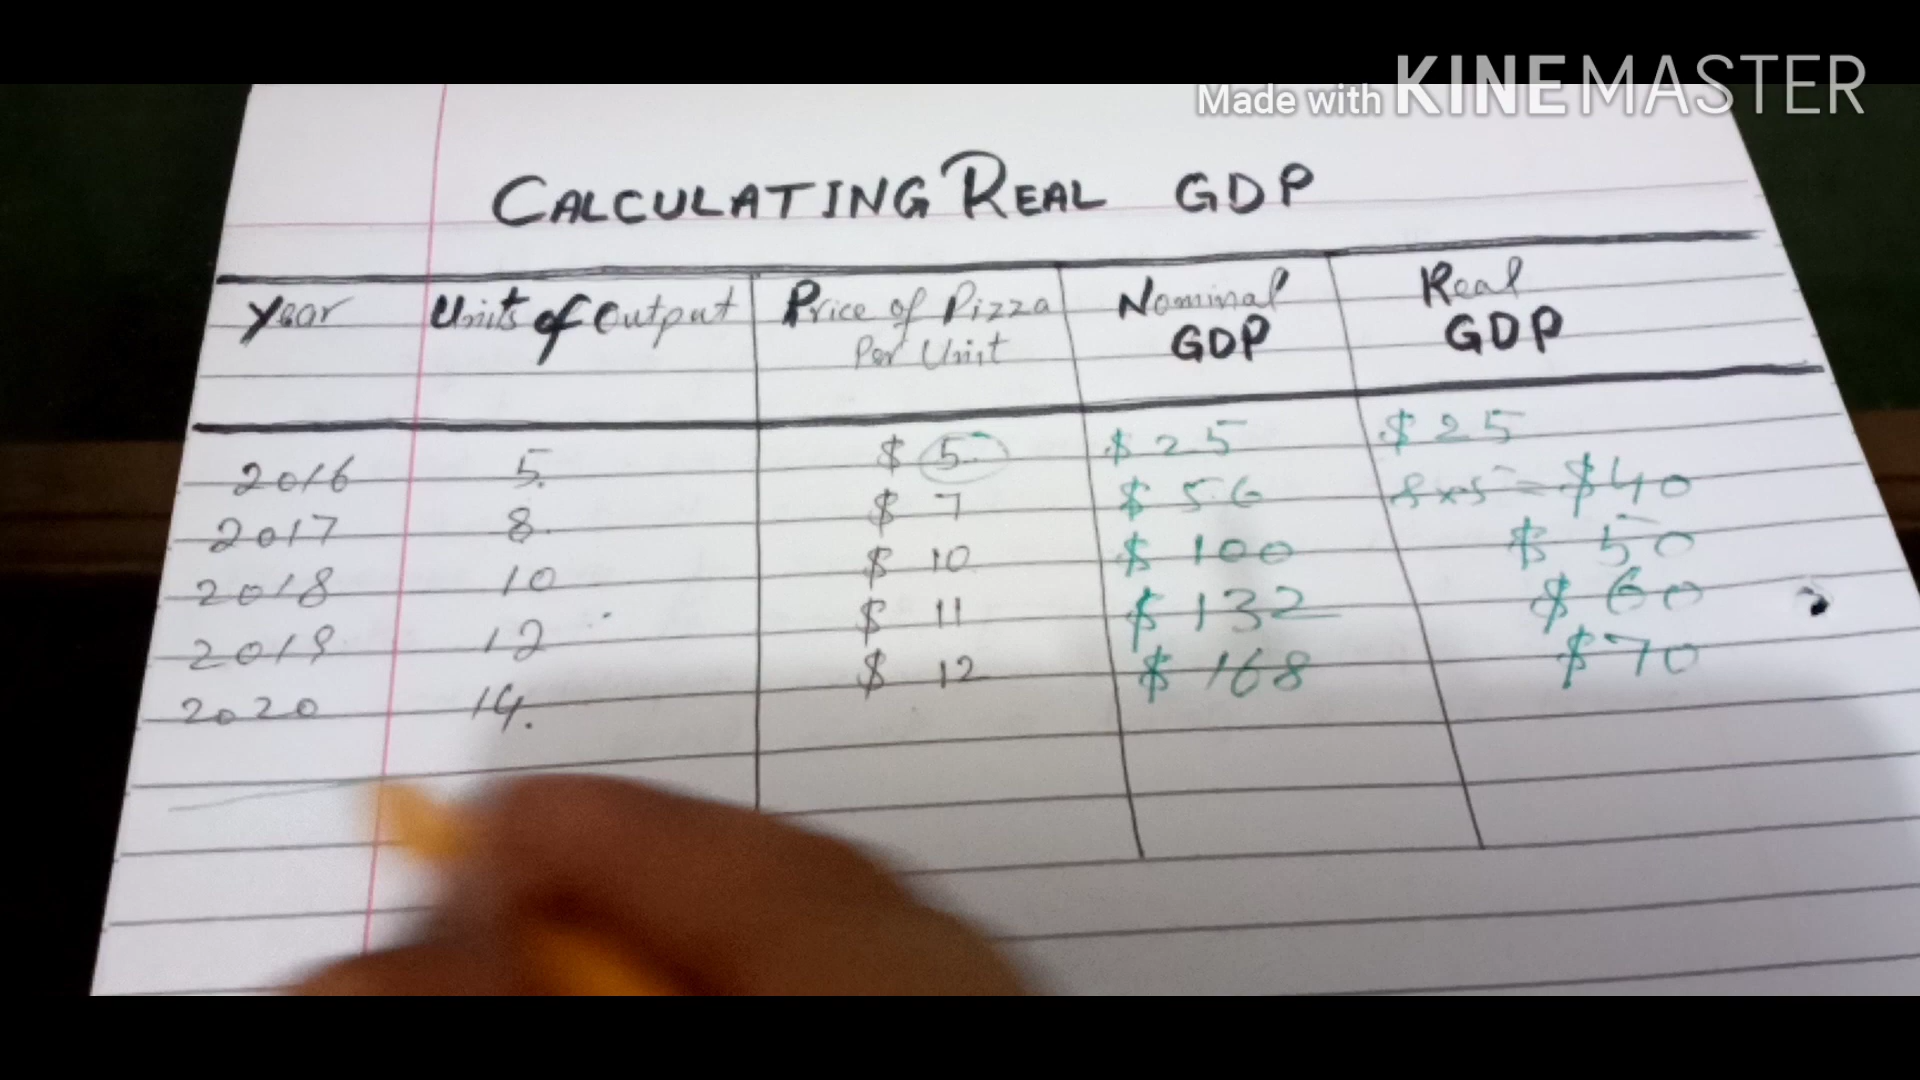 Made with KINEMASTER
CALCULATING REAL GDP
Year Units of Output Price of Pizza Per Unit Nominal GDP Real GDP
2016 5. $ 5 $ 25 $ 25
2017 8. $ 7 $ 56 8x5 = $40
2018 10 $ 10 $ 100 $ 50
2019 12 $ 11 $ 132 $ 60
2020 14. $ 12 $ 168 $70